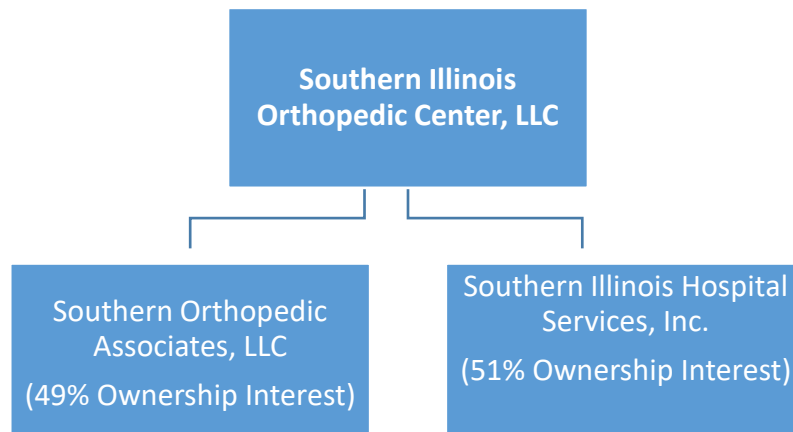 Southern Illinois
Orthopedic Center, LLC
Southern Orthopedic
Associates, LLC
(49% Ownership Interest)
Southern Illinois Hospital
Services, Inc.
(51% Ownership Interest)